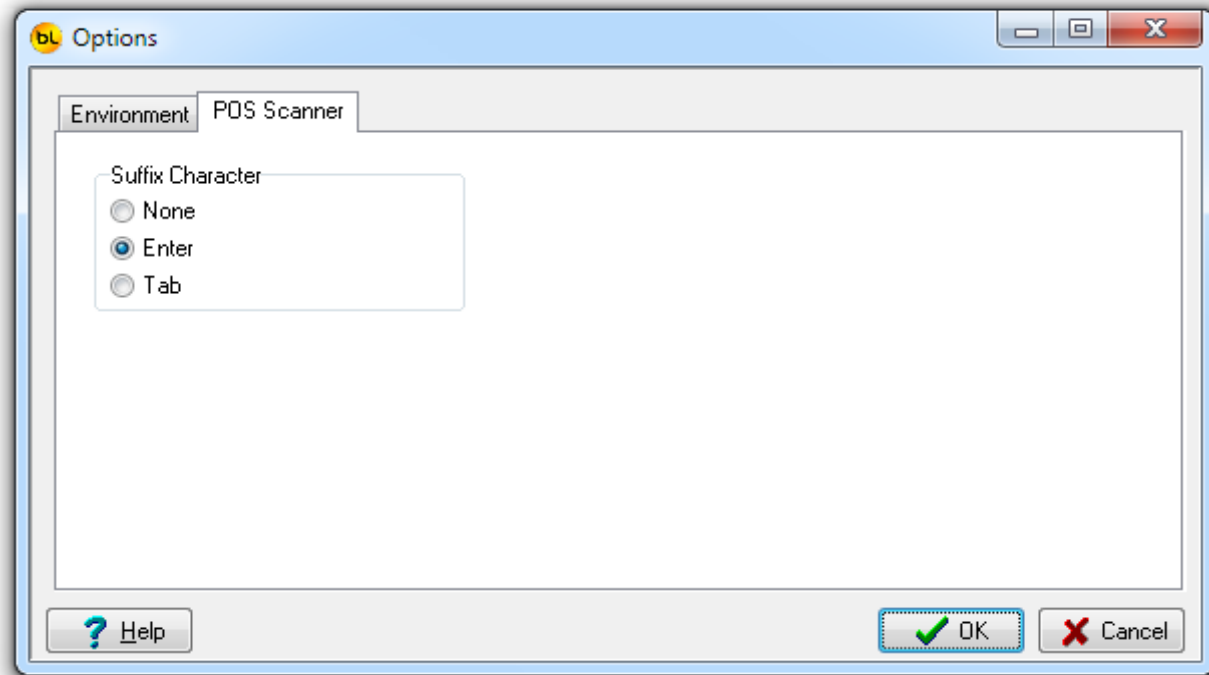 bL Options
Environment POS Scanner
Suffix Character
None
Enter
Tab
? Help OK Cancel